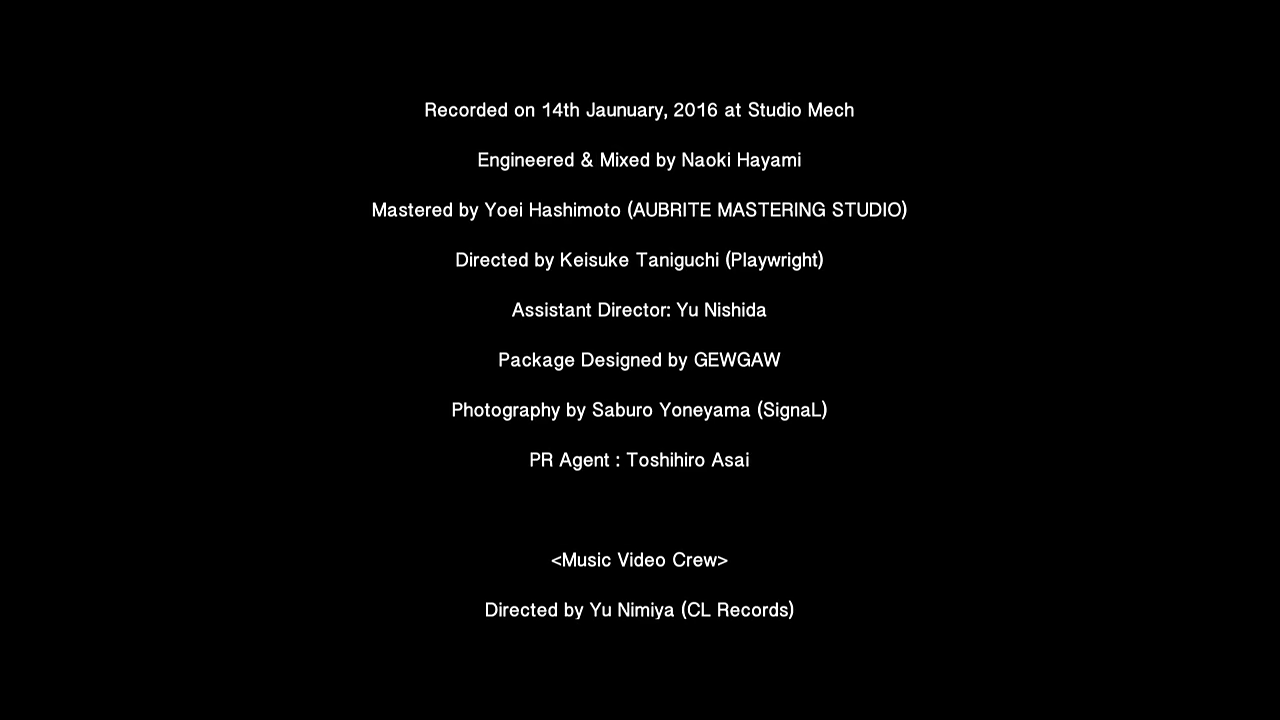 Recorded on 14th Jaunuary, 2016 at Studio Mech
Engineered & Mixed by Naoki Hayami
Mastered by Yoei Hashimoto (AUBRITE MASTERING STUDIO)
Directed by Keisuke Taniguchi (Playwright)
Assistant Director: Yu Nishida
Package Designed by GEWGAW
Photography by Saburo Yoneyama (SignaL)
PR Agent : Toshihiro Asai
<Music Video Crew>
Directed by Yu Nimiya (CL Records)